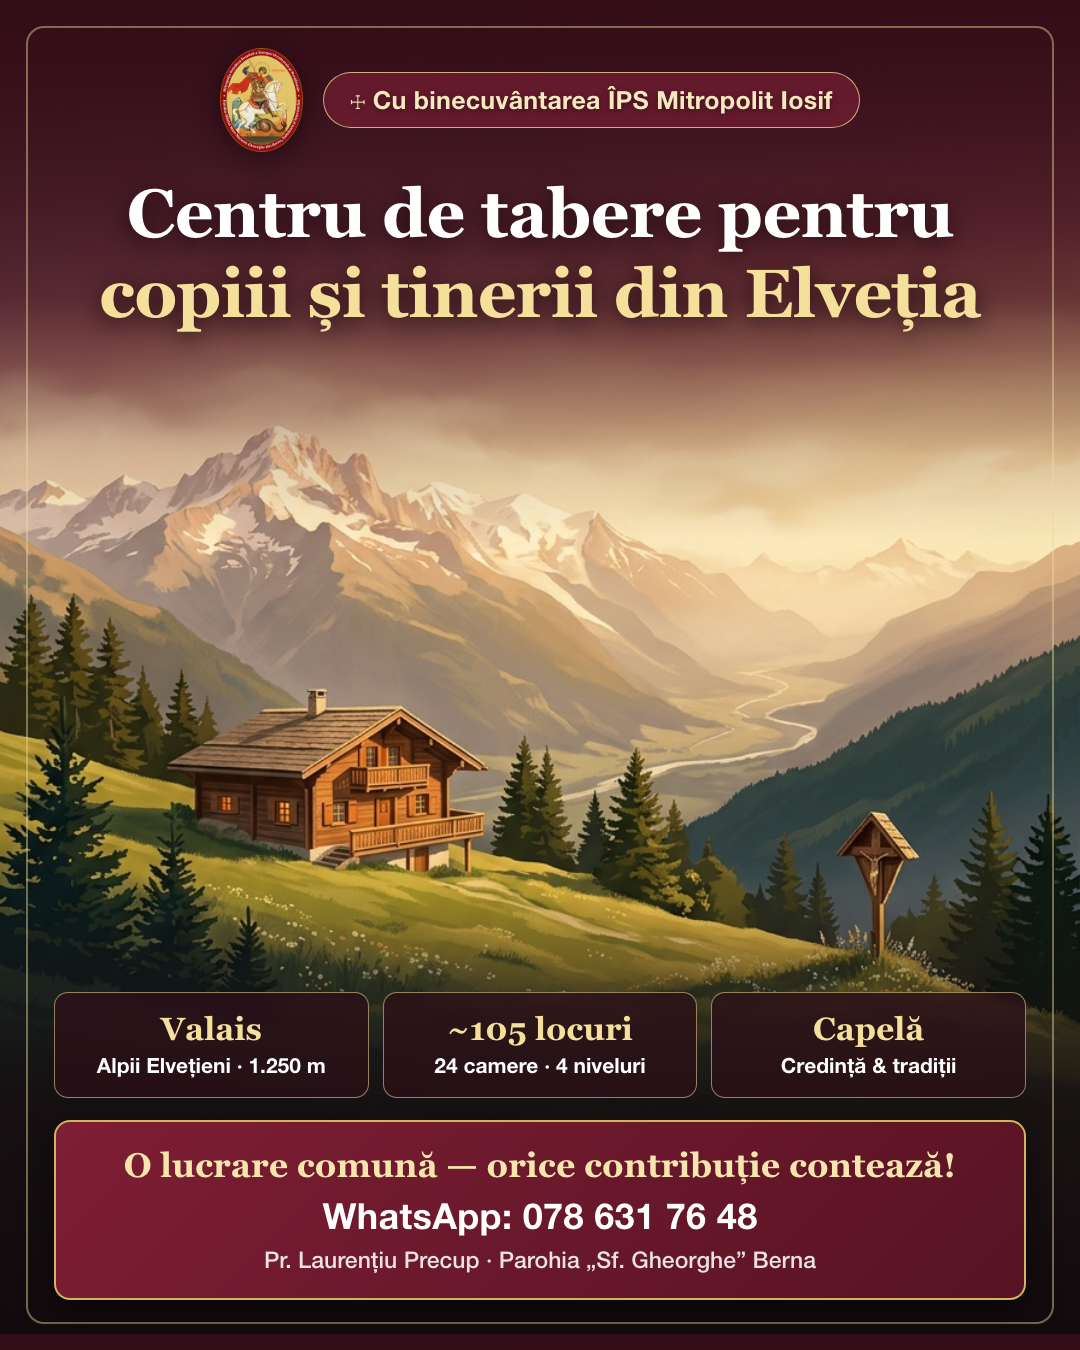 ☩ Cu binecuvântarea ÎPS Mitropolit Iosif
Centru de tabere pentru
copiii și tinerii din Elveția
Valais
Alpii Elvețieni · 1.250 m
~105 locuri
24 camere · 4 niveluri
Capelă
Credință & tradiții
O lucrare comună — orice contribuție contează!
WhatsApp: 078 631 76 48
Pr. Laurențiu Precup · Parohia „Sf. Gheorghe” Berna